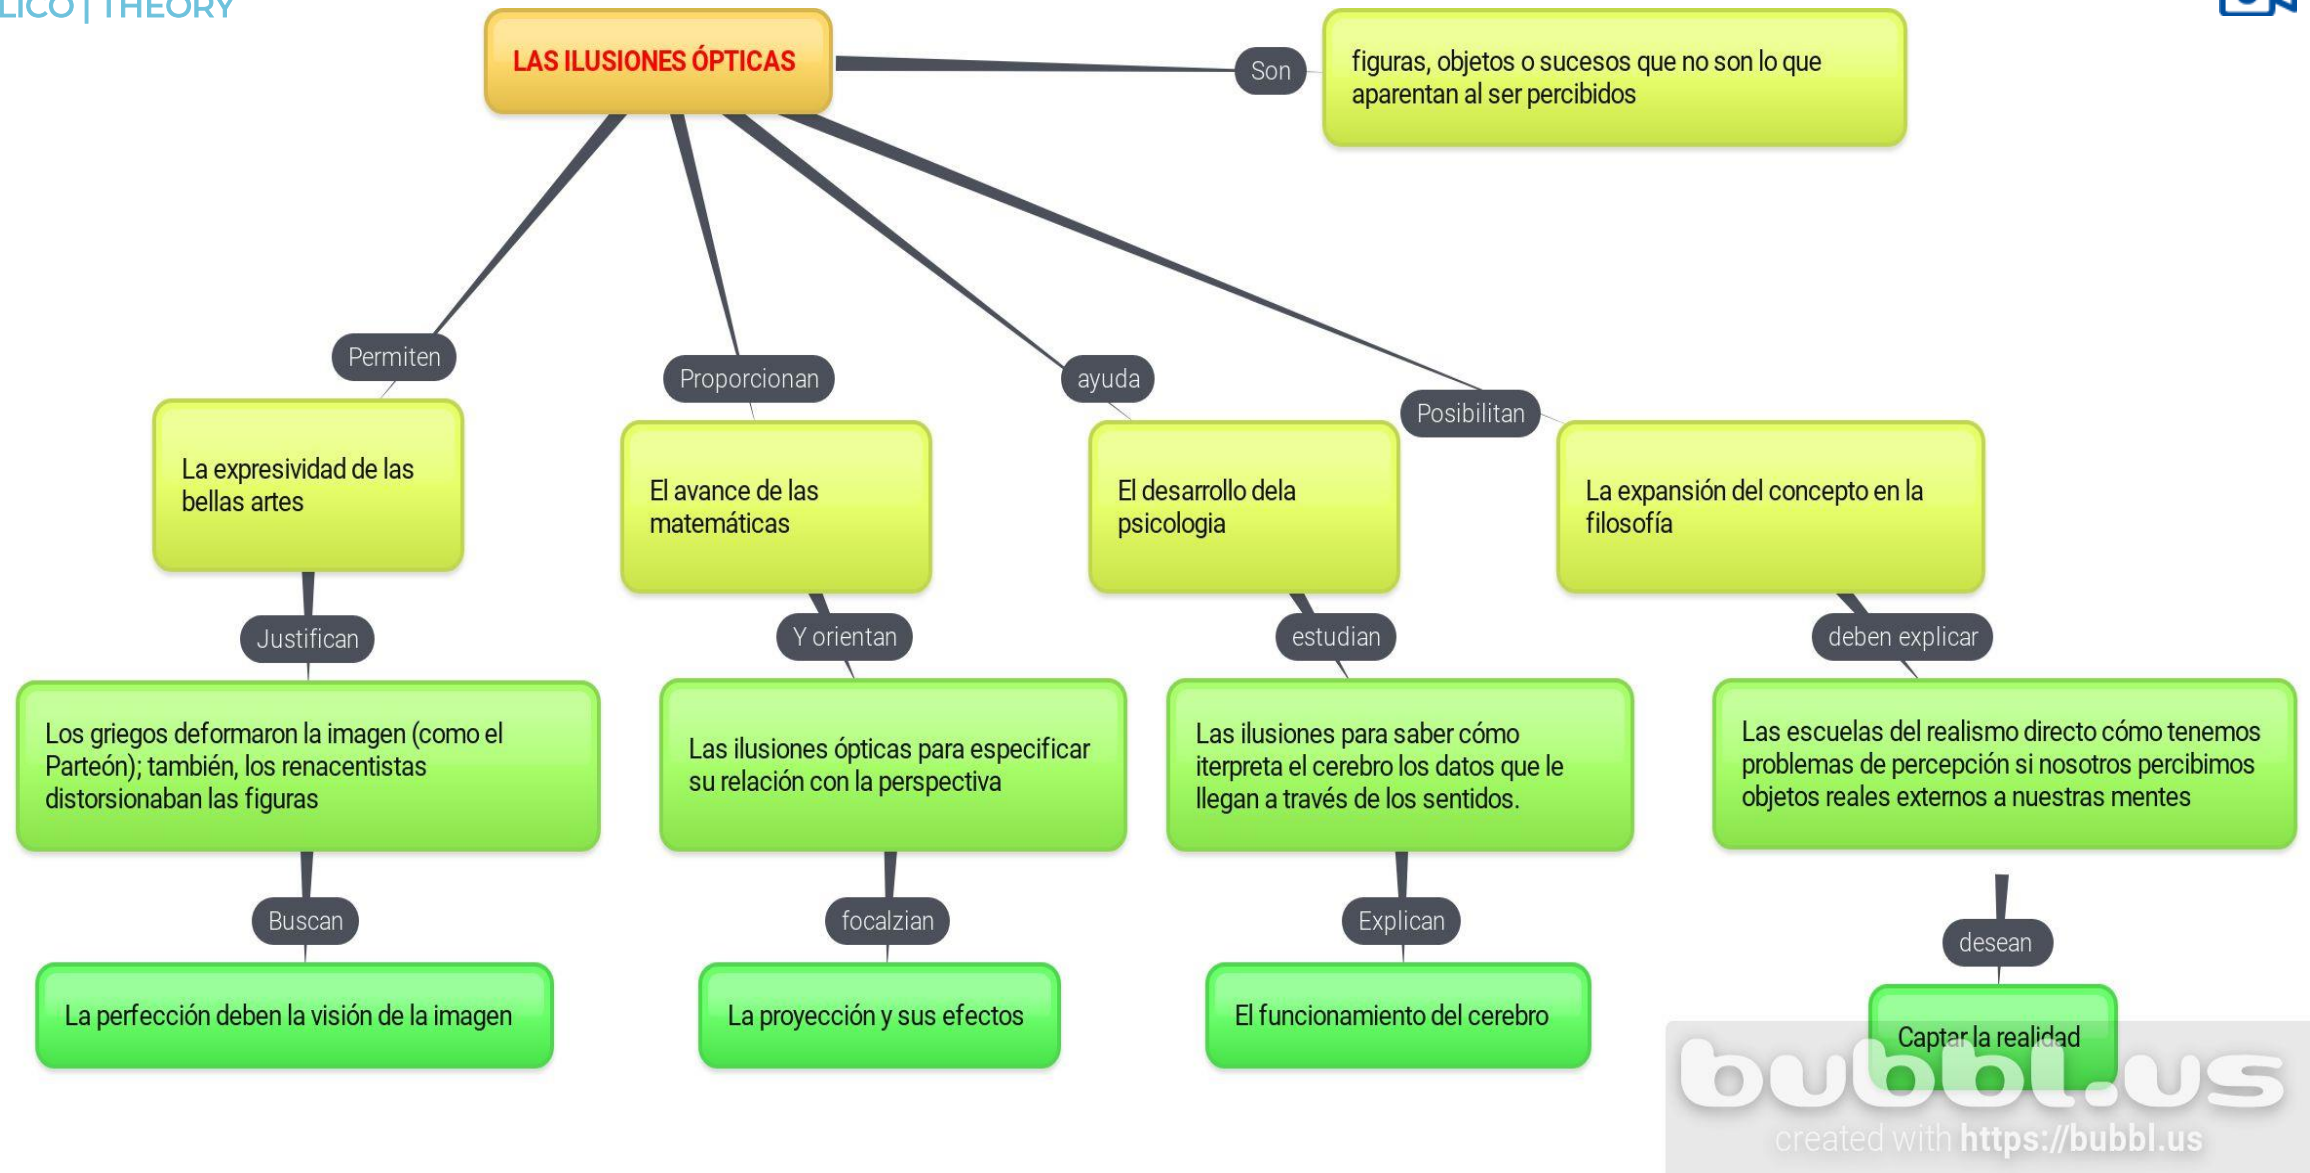 LICO | THEORY
LAS ILUSIONES ÓPTICAS
Son
figuras, objetos o sucesos que no son lo que
aparentan al ser percibidos
Permiten
Proporcionan
ayuda
Posibilitan
La expresividad de las
bellas artes
El avance de las
matemáticas
El desarrollo dela
psicologia
La expansión del concepto en la
filosofía
Justifican
Y orientan
estudian
deben explicar
Los griegos deformaron la imagen (como el
Parteón); también, los renacentistas
distorsionaban las figuras
Las ilusiones ópticas para especificar
su relación con la perspectiva
Las ilusiones para saber cómo
iterpreta el cerebro los datos que le
llegan a través de los sentidos.
Las escuelas del realismo directo cómo tenemos
problemas de percepción si nosotros percibimos
objetos reales externos a nuestras mentes
Buscan
focalzian
Explican
desean
La perfección deben la visión de la imagen
La proyección y sus efectos
El funcionamiento del cerebro
Captar la realidad
bubbl.us
created with https://bubbl.us